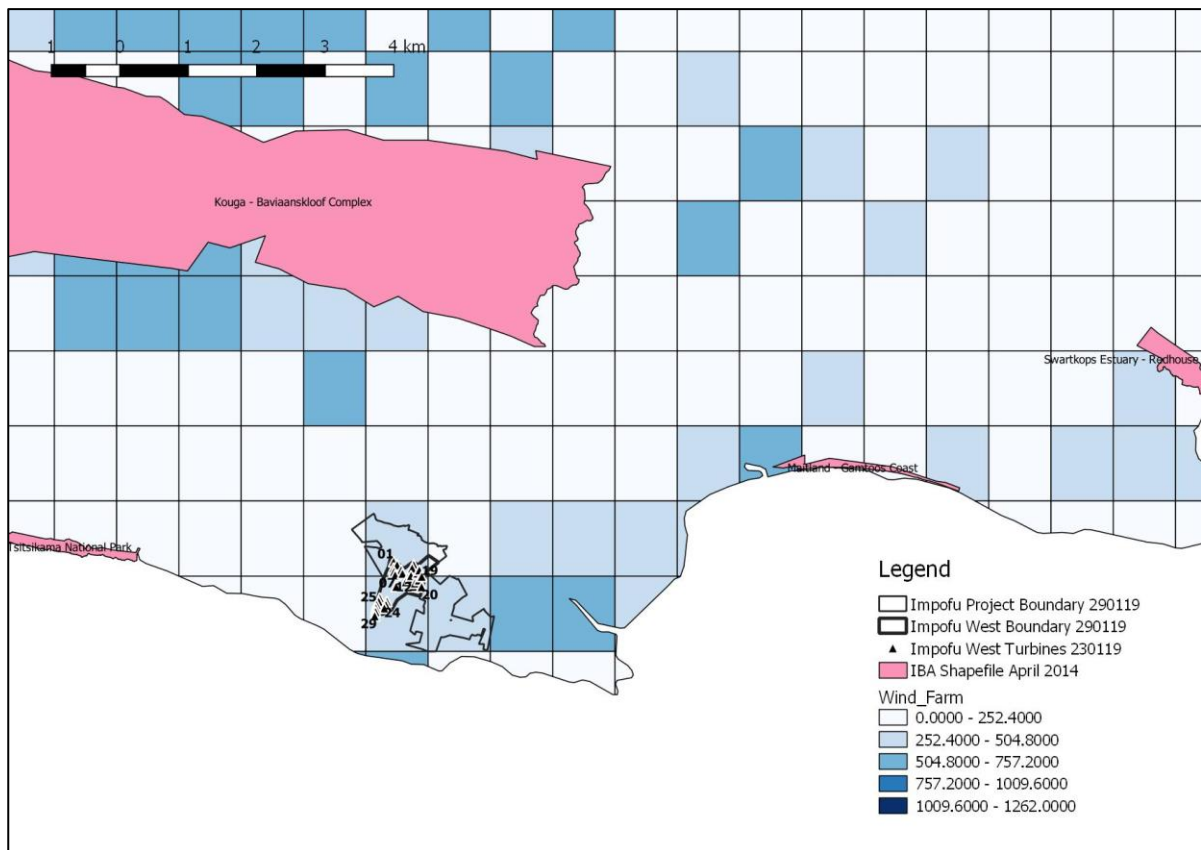 1 0 1 2 3 4 km
Kouga - Baviaanskloof Complex
Swartkops Estuary - Redhouse
Maitland - Gamtoos Coast
Tsitsikama National Park
01
19
07
17
20
25
24
29
Legend
Impofu Project Boundary 290119
Impofu West Boundary 290119
Impofu West Turbines 230119
IBA Shapefile April 2014
Wind_Farm
0.0000 - 252.4000
252.4000 - 504.8000
504.8000 - 757.2000
757.2000 - 1009.6000
1009.6000 - 1262.0000